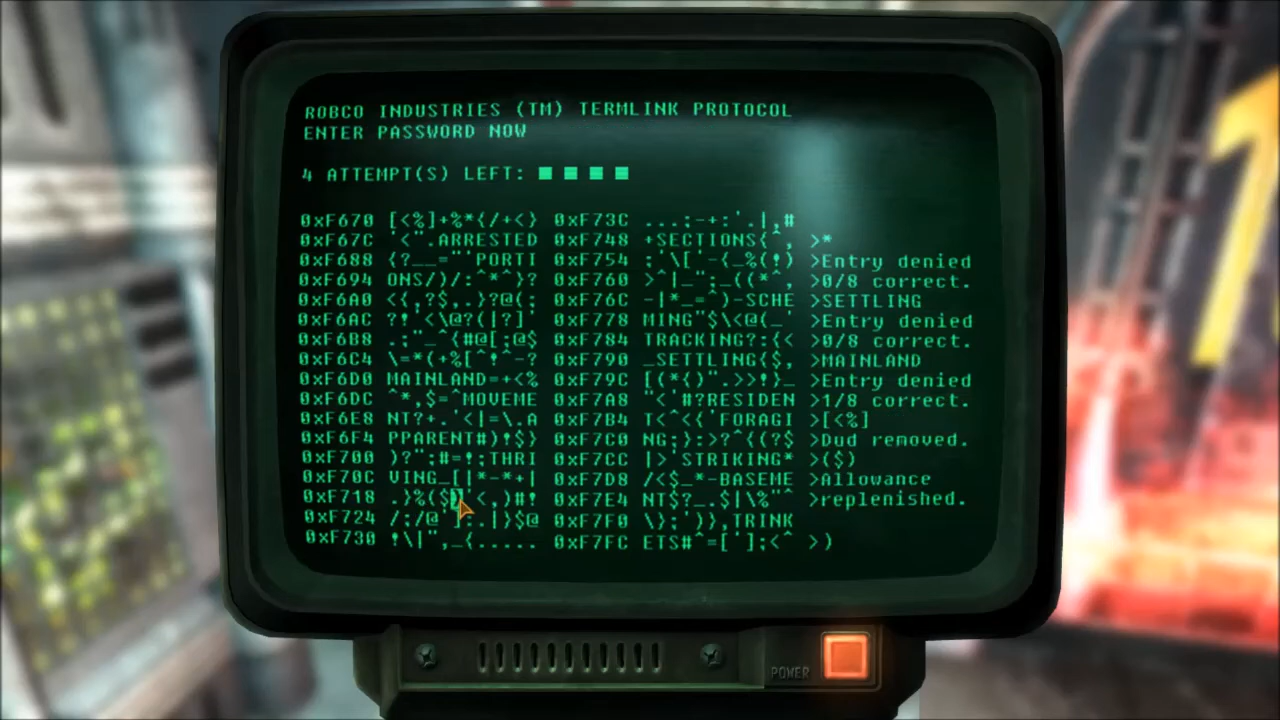 ROBCO INDUSTRIES (TM) TERMLINK PROTOCOL
ENTER PASSWORD NOW
4 ATTEMPT(S) LEFT: ■ ■ ■ ■
0xF670 [<%]+%*{/+<} 0xF73C ...;-+:'.|,#
0xF67C '<".ARRESTED 0xF748 +SECTIONS{^, >*
0xF688 {?__="'PORTI 0xF754 :'\['-{_%(!) >Entry denied
0xF694 ONS/)/:^*^}? 0xF760 >^|_";_((*^, >0/8 correct.
0xF6A0 <{,?$,.}?@(; 0xF76C -|*_=^)-SCHE >SETTLING
0xF6AC ?!'<\@?(|?]' 0xF778 MING"$\<@(_' >Entry denied
0xF6B8 .:"_^{#@[;@$ 0xF784 TRACKING?:{< >0/8 correct.
0xF6C4 \=*(+%[^!^-? 0xF790 _SETTLING{$, >MAINLAND
0xF6D0 MAINLAND=+<% 0xF79C [(*{)".>>!}_ >Entry denied
0xF6DC ^*,$=^MOVEME 0xF7A8 "<'#?RESIDEN >1/8 correct.
0xF6E8 NT?+.'<|=\.A 0xF7B4 T<^<{'FORAGI >[<%]
0xF6F4 PPARENT#)!$} 0xF7C0 NG;}:>?^{(?$ >Dud removed.
0xF700 )?";#=!:THRI 0xF7CC |>'STRIKING* >($)
0xF70C VING_[|*-*+| 0xF7D8 /<$_*-BASEME >Allowance
0xF718 .}%($) <,)#! 0xF7E4 NT$?_.$|\%"^ >replenished.
0xF724 /;/@ ]:.|}$@ 0xF7F0 \};')},TRINK
0xF730 !\|",_{..... 0xF7FC ETS#^=['];<^ >)
POWER
1